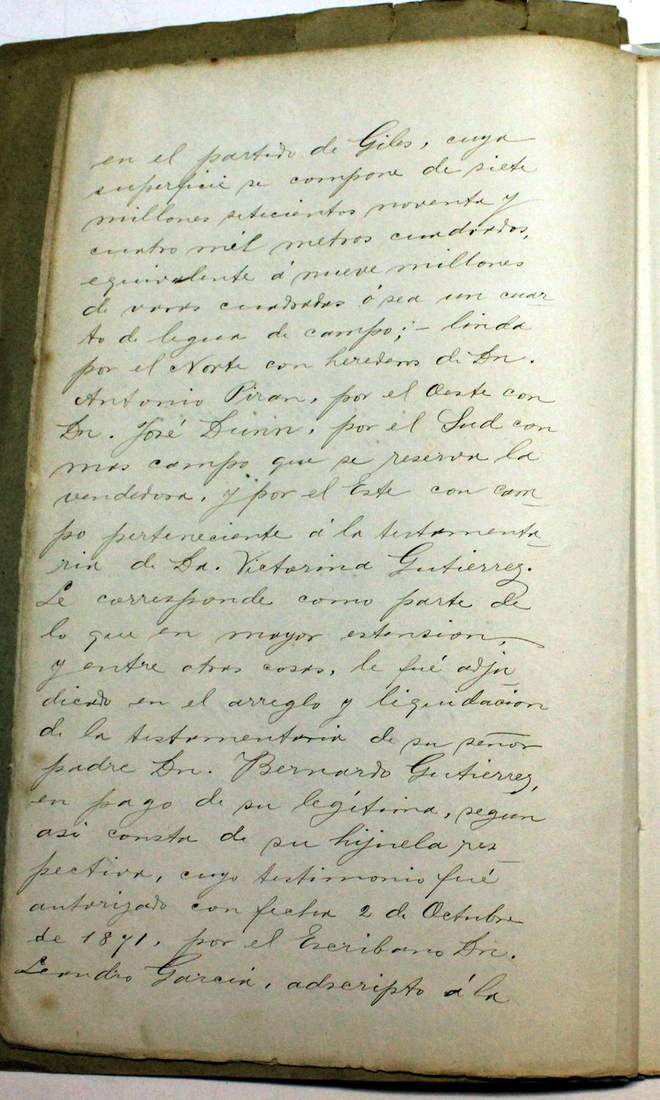 en el partido de Giles, cuya
superficie se compone de siete
millones setecientos noventa y
cuatro mil metros cuadrados,
equivalente á nueve millones
de varas cuadradas ó sea un cuar-
to de legua de campo; - linda
por el Norte con herederos de Dn.
Antonio Piran, por el Oeste con
Dn. José Dunn, por el Sud con
mas campo que se reserva la
vendedora, y por el Este con cam-
po perteneciente á la testamenta-
ria de Da. Victorina Gutierrez.
Le corresponde como parte de
lo que en mayor estension,
y entre otras cosas, le fué adju
dicado en el arreglo y liquidacion
de la testamentaria de su señor
padre Dn. Bernardo Gutierrez,
en pago de su legítima, segun
asi consta de su hijuela res-
pectiva, cuyo testimonio fué
autorizado con fecha 2 de Octubre
de 1871, por el Escribano Dn.
Leandro García, adscripto á la